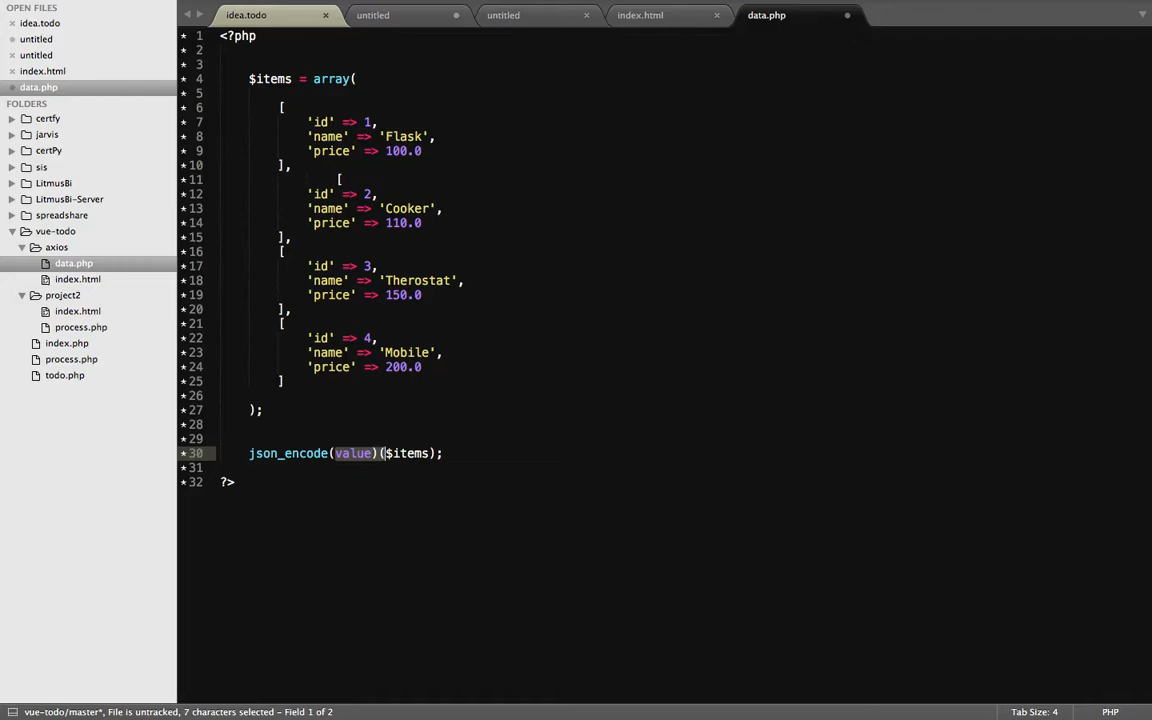 OPEN FILES
idea.todo
untitled
untitled
index.html
data.php
FOLDERS
certfy
jarvis
certPy
sis
LitmusBi
LitmusBi-Server
spreadshare
vue-todo
axios
data.php
index.html
project2
index.html
process.php
index.php
process.php
todo.php
idea.todo × untitled untitled × index.html × data.php
* 1 <?php
* 2
* 3
* 4 $items = array(
* 5
* 6 [
* 7 'id' => 1,
* 8 'name' => 'Flask',
* 9 'price' => 100.0
* 10 ],
* 11 [
* 12 'id' => 2,
* 13 'name' => 'Cooker',
* 14 'price' => 110.0
* 15 ],
* 16 [
* 17 'id' => 3,
* 18 'name' => 'Therostat',
* 19 'price' => 150.0
* 20 ],
* 21 [
* 22 'id' => 4,
* 23 'name' => 'Mobile',
* 24 'price' => 200.0
* 25 ]
* 26
* 27 );
* 28
* 29
* 30 json_encode(value)($items);
* 31
* 32 ?>
vue-todo/master*, File is untracked, 7 characters selected - Field 1 of 2 Tab Size: 4 PHP